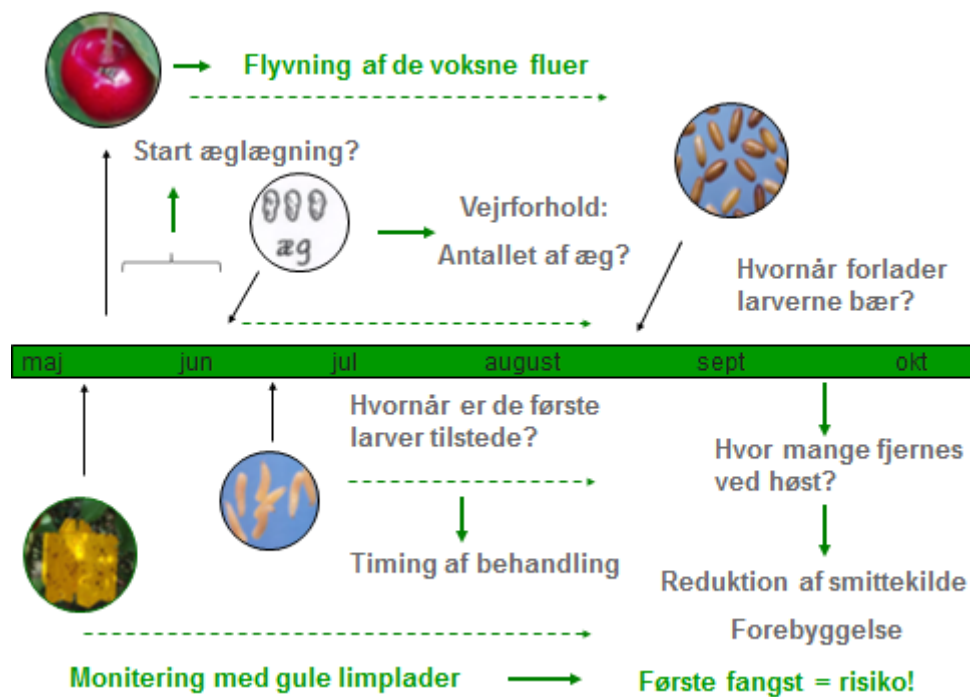 Flyvning af de voksne fluer
Start æglægning?
æg
Vejrforhold:
Antallet af æg?
Hvornår forlader
larverne bær?
maj jun jul august sept okt
Hvornår er de første
larver tilstede?
Hvor mange fjernes
ved høst?
Timing af behandling
Reduktion af smittekilde
Forebyggelse
Monitering med gule limplader
Første fangst = risiko!